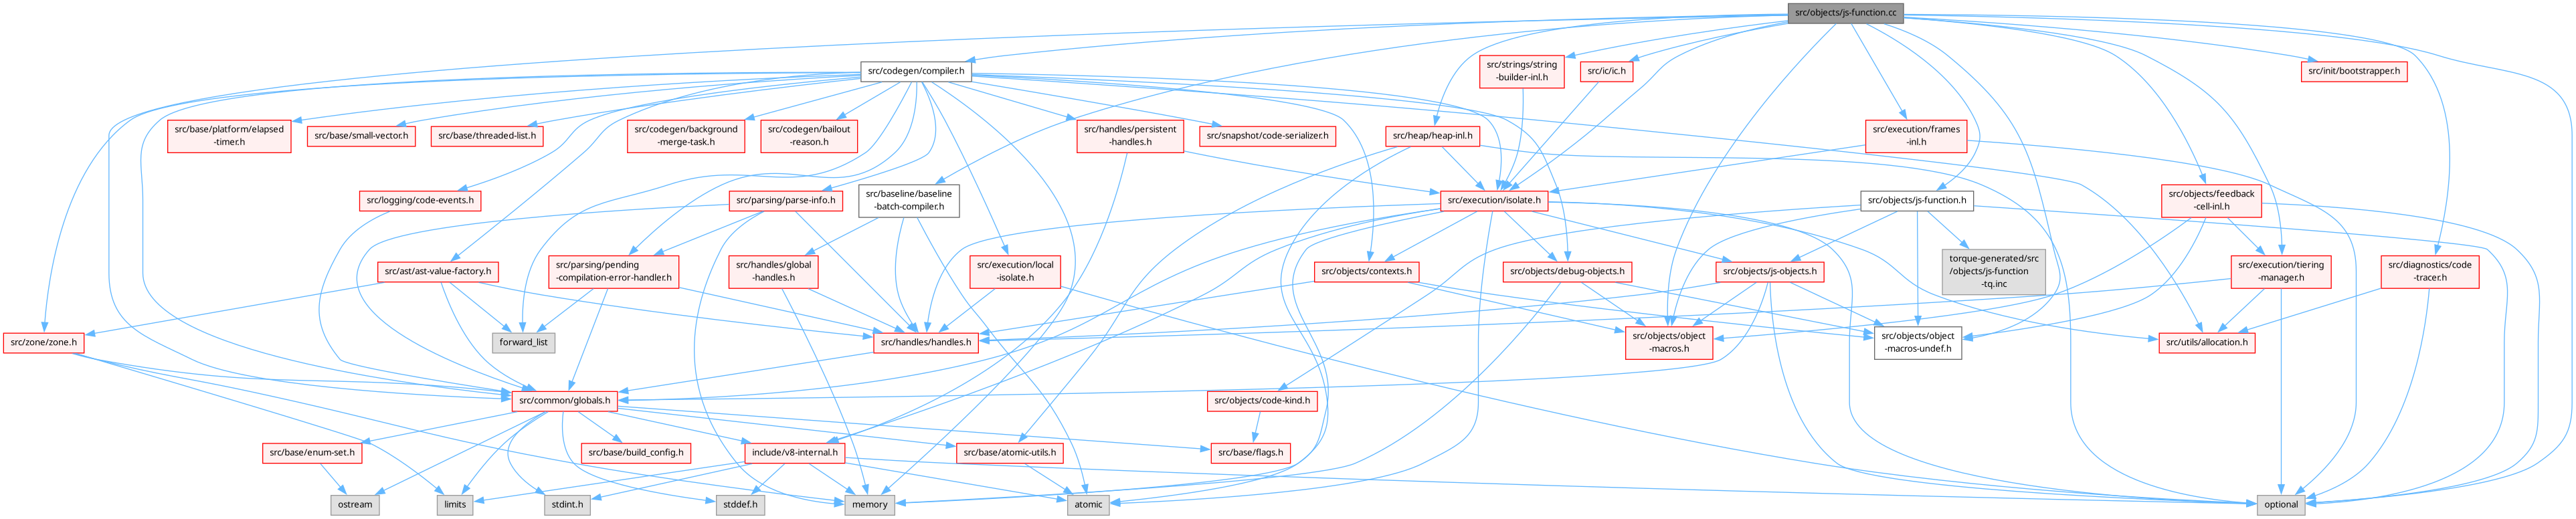 src/objects/js-function.cc
src/codegen/compiler.h
src/strings/string
-builder-inl.h
src/ic/ic.h
src/init/bootstrapper.h
src/base/platform/elapsed
-timer.h
src/base/small-vector.h
src/base/threaded-list.h
src/codegen/background
-merge-task.h
src/codegen/bailout
-reason.h
src/handles/persistent
-handles.h
src/snapshot/code-serializer.h
src/heap/heap-inl.h
src/execution/frames
-inl.h
src/logging/code-events.h
src/parsing/parse-info.h
src/baseline/baseline
-batch-compiler.h
src/execution/isolate.h
src/objects/js-function.h
src/objects/feedback
-cell-inl.h
src/ast/ast-value-factory.h
src/parsing/pending
-compilation-error-handler.h
src/handles/global
-handles.h
src/execution/local
-isolate.h
src/objects/contexts.h
src/objects/debug-objects.h
src/objects/js-objects.h
torque-generated/src
/objects/js-function
-tq.inc
src/execution/tiering
-manager.h
src/diagnostics/code
-tracer.h
src/zone/zone.h
forward_list
src/handles/handles.h
src/objects/object
-macros.h
src/objects/object
-macros-undef.h
src/utils/allocation.h
src/common/globals.h
src/objects/code-kind.h
src/base/enum-set.h
src/base/build_config.h
include/v8-internal.h
src/base/atomic-utils.h
src/base/flags.h
ostream
limits
stdint.h
stddef.h
memory
atomic
optional